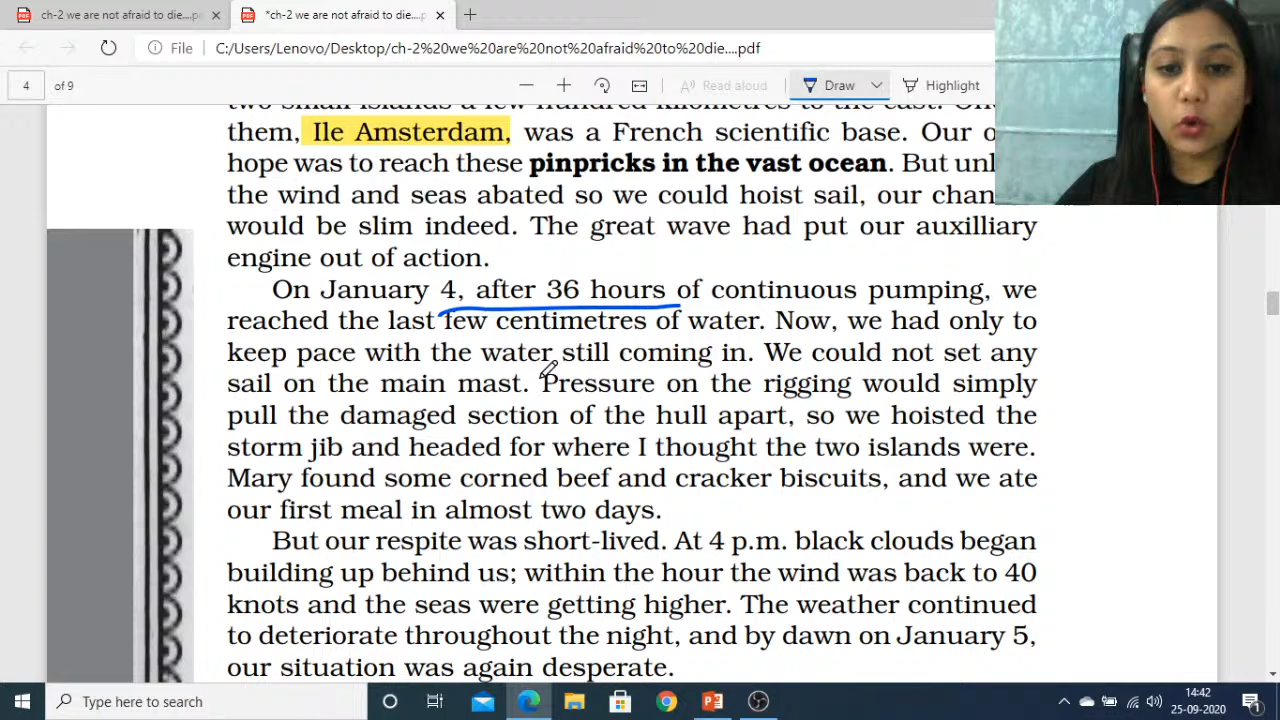 ch-2 we are not afraid to die....p
*ch-2 we are not afraid to die....p
File C:/Users/Lenovo/Desktop/ch-2%20we%20are%20not%20afraid%20to%20die....pdf
4 of 9 Read aloud Draw Highlight
two small islands a few hundred kilometres to the east.
them, Ile Amsterdam, was a French scientific base. Our
hope was to reach these pinpricks in the vast ocean. But
the wind and seas abated so we could hoist sail, our
would be slim indeed. The great wave had put our auxilliary
engine out of action.
On January 4, after 36 hours of continuous pumping, we
reached the last few centimetres of water. Now, we had only to
keep pace with the water still coming in. We could not set any
sail on the main mast. Pressure on the rigging would simply
pull the damaged section of the hull apart, so we hoisted the
storm jib and headed for where I thought the two islands were.
Mary found some corned beef and cracker biscuits, and we ate
our first meal in almost two days.
But our respite was short-lived. At 4 p.m. black clouds began
building up behind us; within the hour the wind was back to 40
knots and the seas were getting higher. The weather continued
to deteriorate throughout the night, and by dawn on January 5,
our situation was again desperate.
Type here to search
14:42
25-09-2020